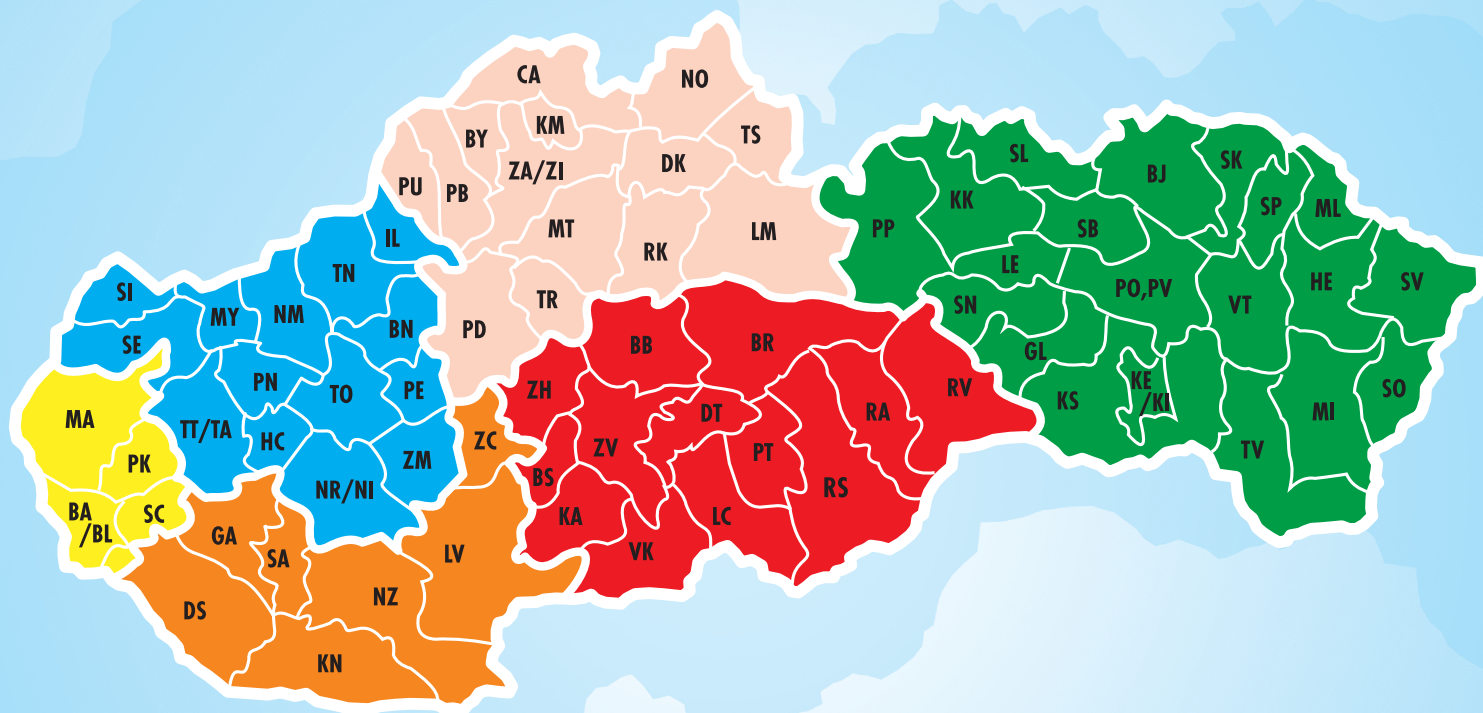 CA
NO
BY
KM
TS
PU
PB
ZA/ZI
DK
MT
RK
LM
PD
TR
SL
BJ
SK
KK
SP
ML
PP
SB
LE
PO,PV
HE
SV
SN
VT
GL
KE
/KI
KS
MI
SO
TV
IL
TN
SI
MY
NM
BN
SE
PN
TO
PE
TT/TA
HC
ZM
NR/NI
MA
PK
BA
/BL
SC
ZC
GA
SA
LV
DS
NZ
KN
BB
BR
ZH
DT
RA
RV
ZV
PT
BS
RS
KA
LC
VK